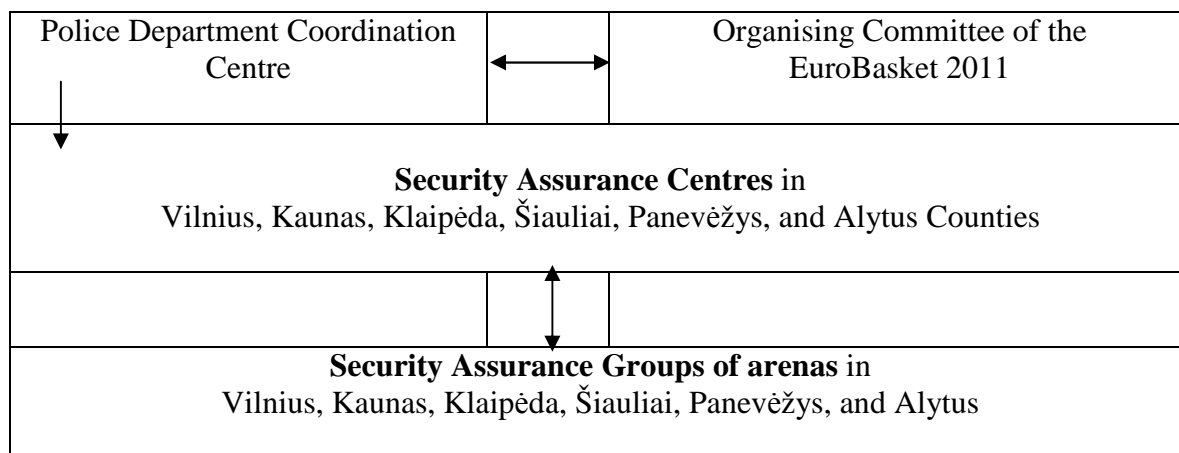 Police Department Coordination
Centre
Organising Committee of the
EuroBasket 2011
Security Assurance Centres in
Vilnius, Kaunas, Klaipėda, Šiauliai, Panevėžys, and Alytus Counties
Security Assurance Groups of arenas in
Vilnius, Kaunas, Klaipėda, Šiauliai, Panevėžys, and Alytus